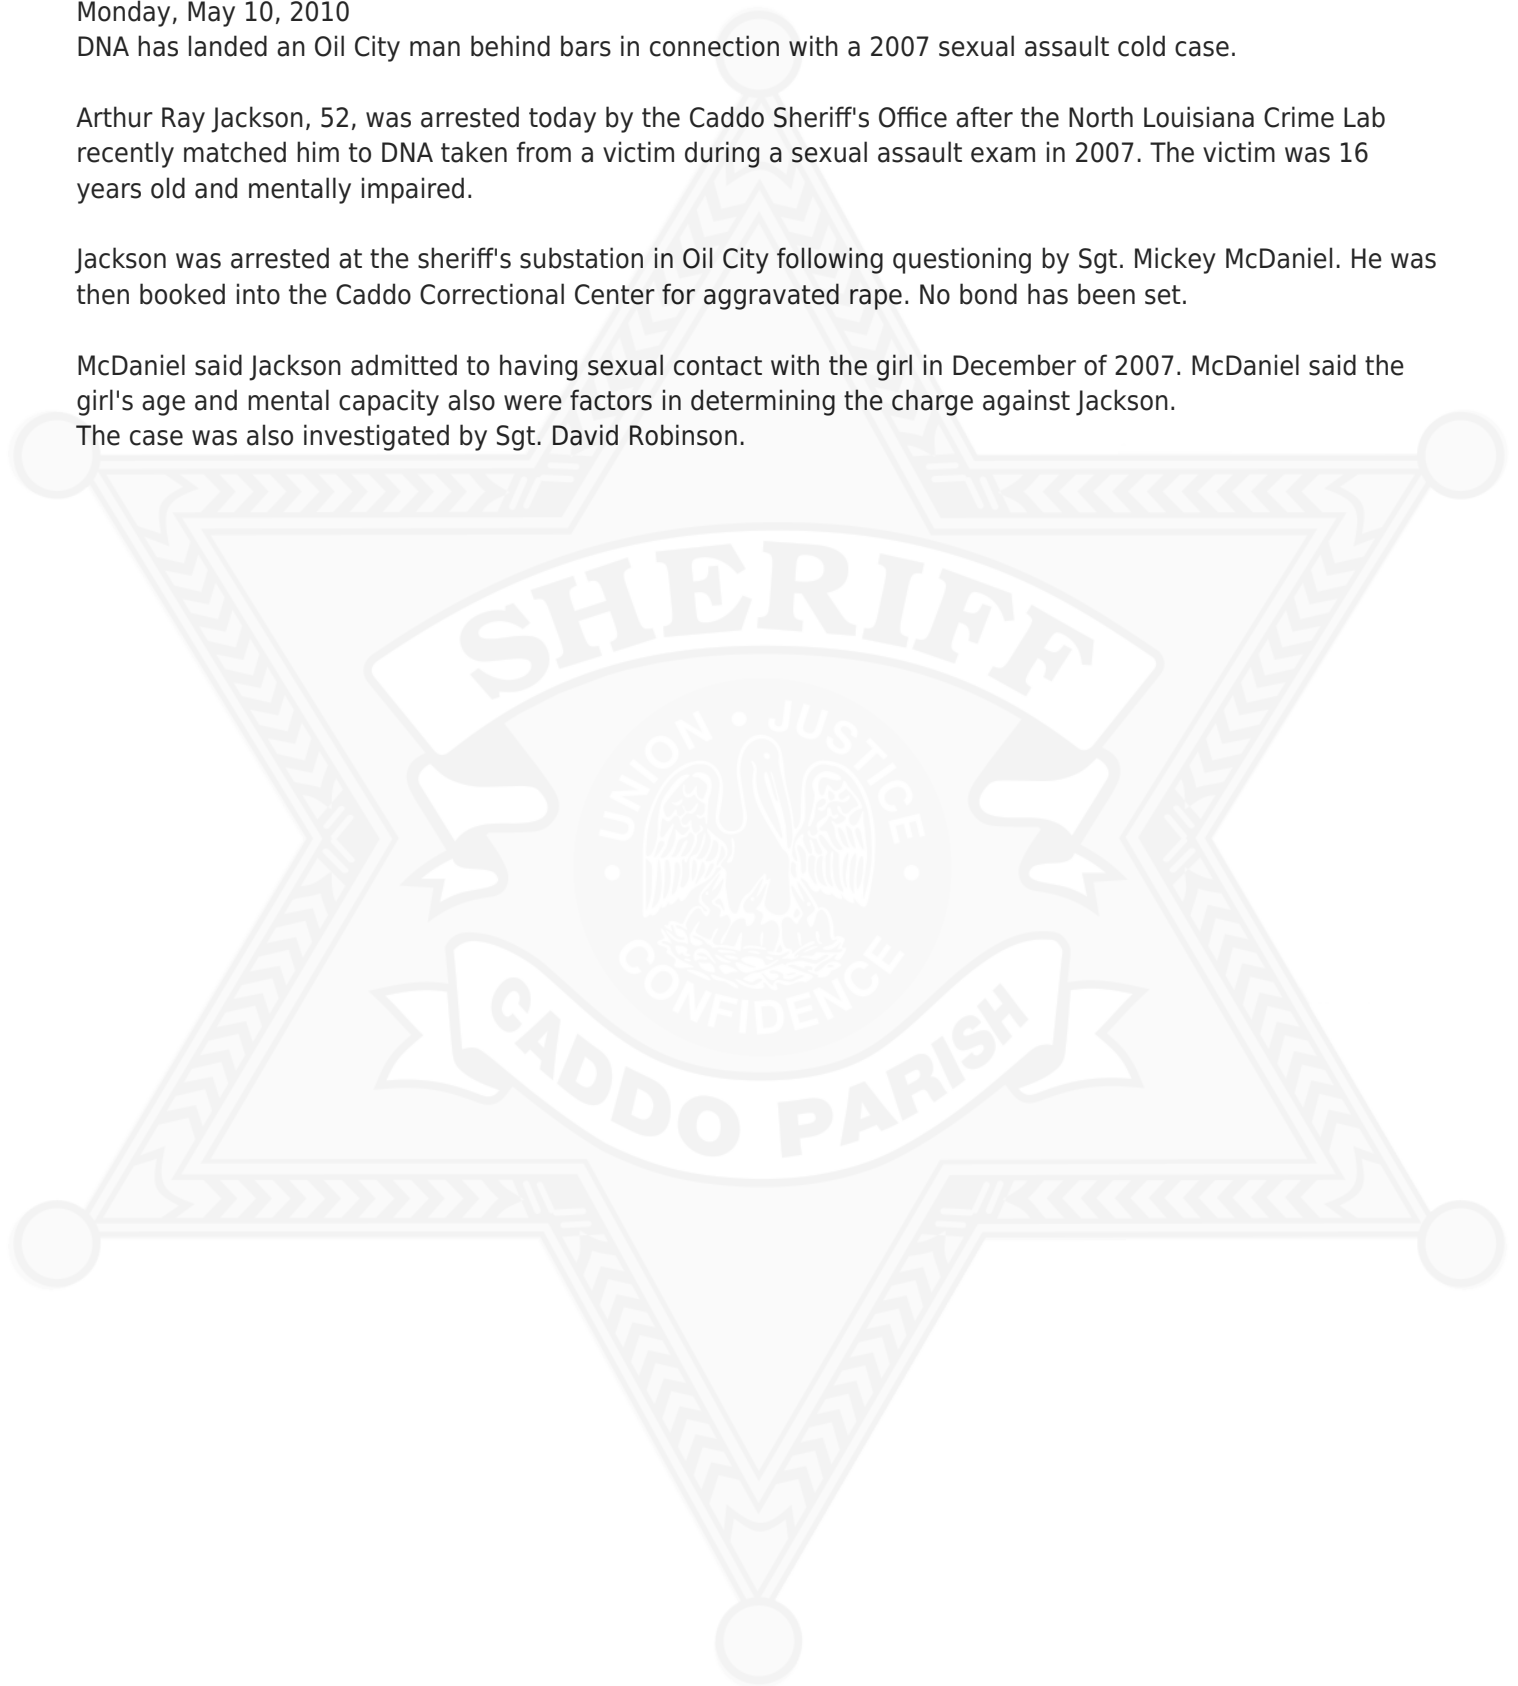 Monday, May 10, 2010
DNA has landed an Oil City man behind bars in connection with a 2007 sexual assault cold case.
Arthur Ray Jackson, 52, was arrested today by the Caddo Sheriff's Office after the North Louisiana Crime Lab
recently matched him to DNA taken from a victim during a sexual assault exam in 2007. The victim was 16
years old and mentally impaired.
Jackson was arrested at the sheriff's substation in Oil City following questioning by Sgt. Mickey McDaniel. He was
then booked into the Caddo Correctional Center for aggravated rape. No bond has been set.
McDaniel said Jackson admitted to having sexual contact with the girl in December of 2007. McDaniel said the
girl's age and mental capacity also were factors in determining the charge against Jackson.
The case was also investigated by Sgt. David Robinson.
SHERIFF
UNION • JUSTICE
• CONFIDENCE •
CADDO PARISH